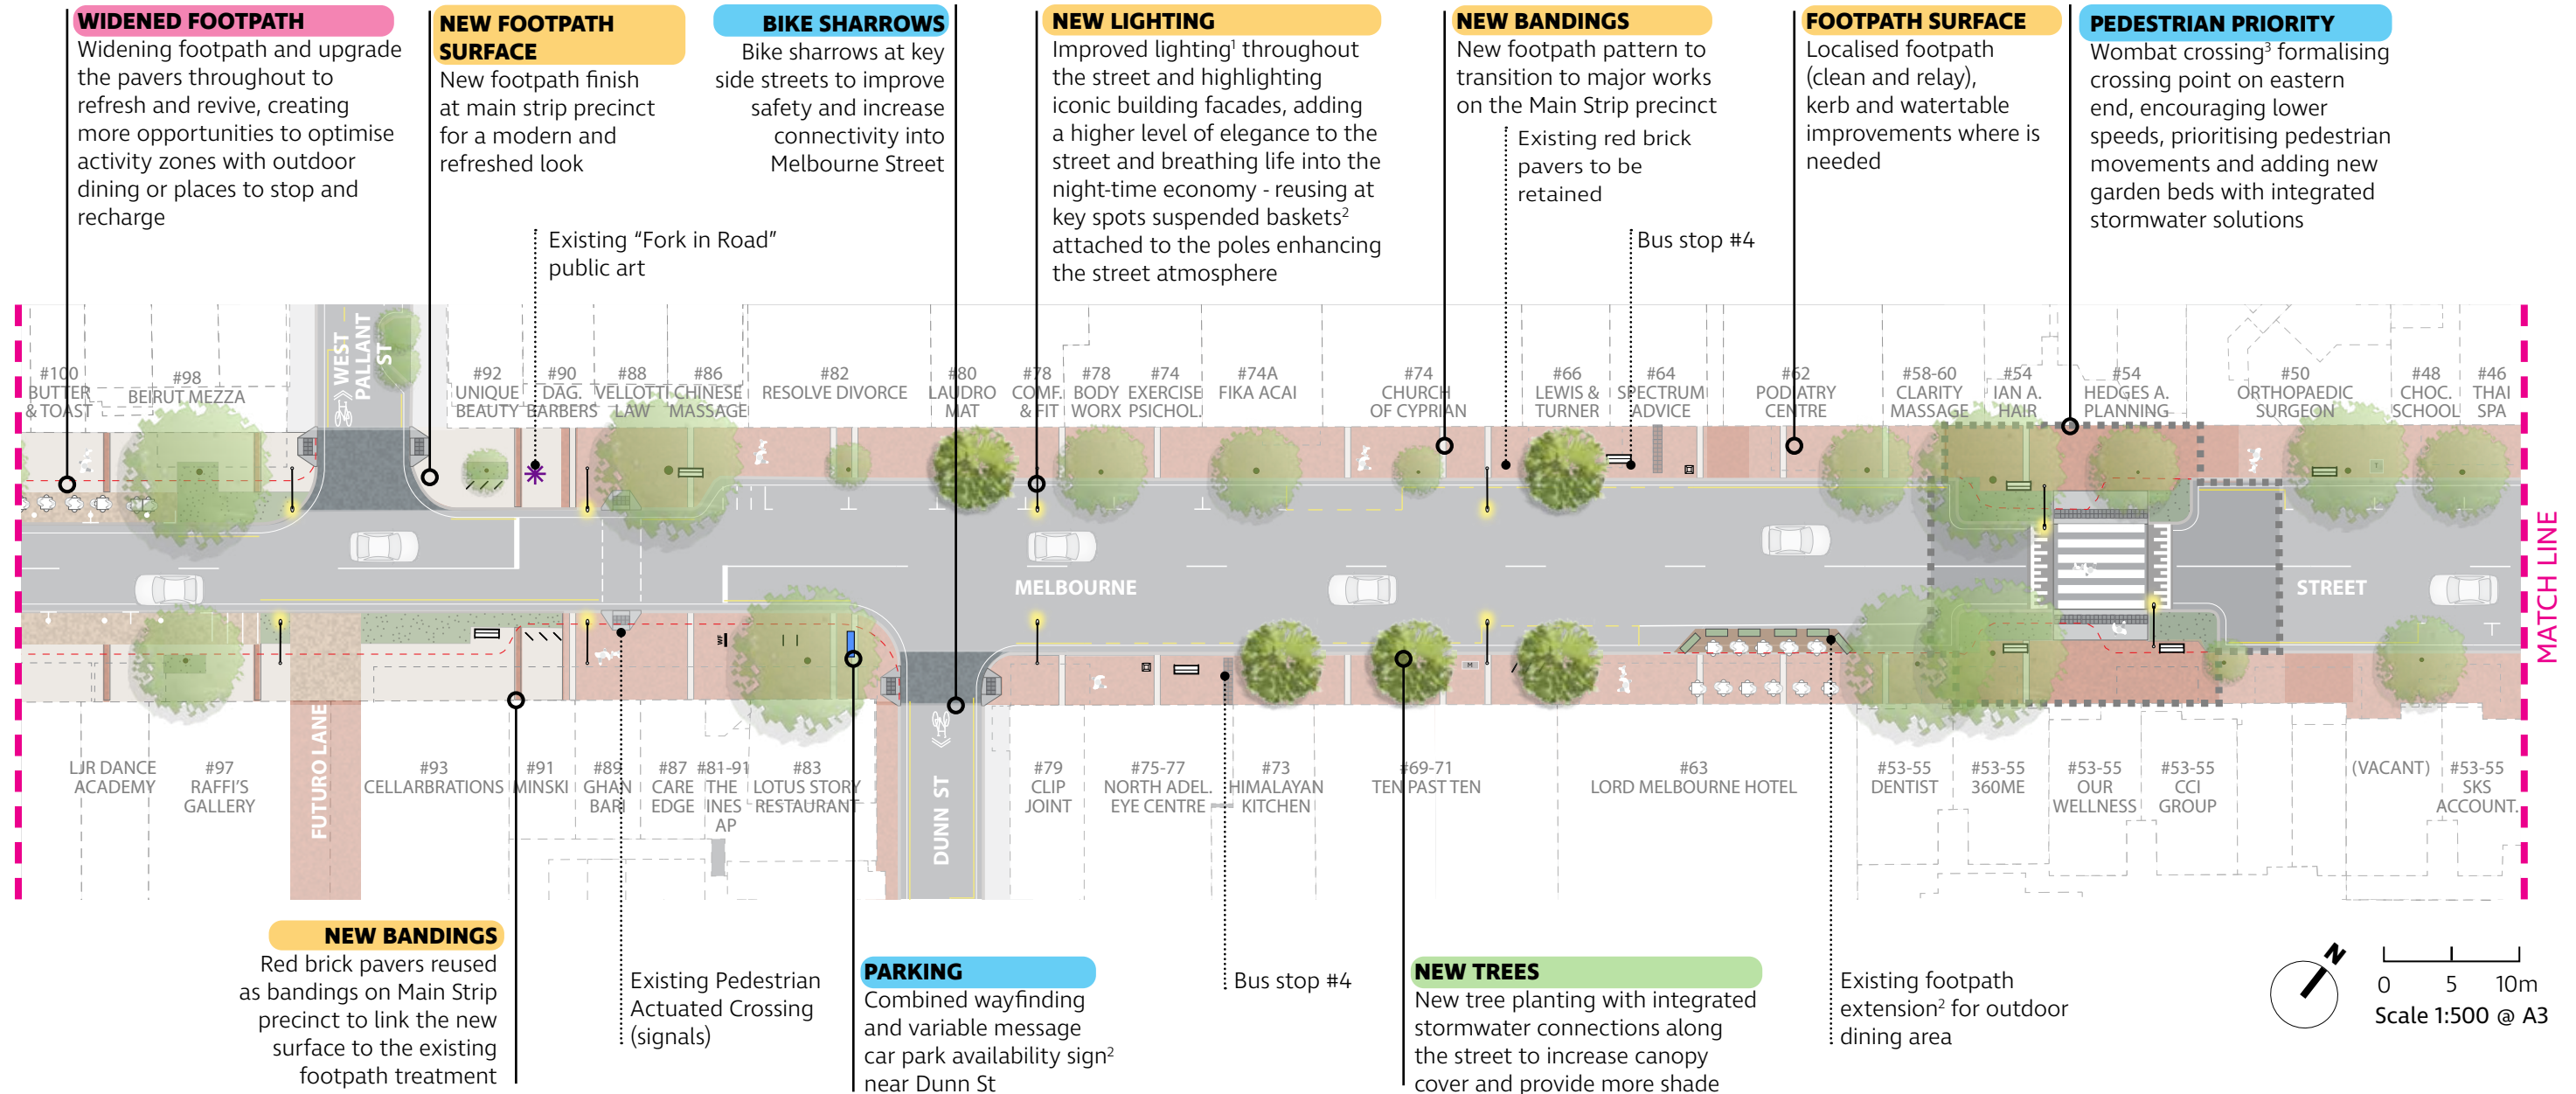 WIDENED FOOTPATH
Widening footpath and upgrade
the pavers throughout to
refresh and revive, creating
more opportunities to optimise
activity zones with outdoor
dining or places to stop and
recharge
NEW FOOTPATH
SURFACE
New footpath finish
at main strip precinct
for a modern and
refreshed look
Existing “Fork in Road”
public art
BIKE SHARROWS
Bike sharrows at key
side streets to improve
safety and increase
connectivity into
Melbourne Street
NEW LIGHTING
Improved lighting¹ throughout
the street and highlighting
iconic building facades, adding
a higher level of elegance to the
street and breathing life into the
night-time economy - reusing at
key spots suspended baskets²
attached to the poles enhancing
the street atmosphere
NEW BANDINGS
New footpath pattern to
transition to major works
on the Main Strip precinct
Existing red brick
pavers to be
retained
Bus stop #4
FOOTPATH SURFACE
Localised footpath
(clean and relay),
kerb and watertable
improvements where is
needed
PEDESTRIAN PRIORITY
Wombat crossing³ formalising
crossing point on eastern
end, encouraging lower
speeds, prioritising pedestrian
movements and adding new
garden beds with integrated
stormwater solutions
#100
BUTTER
& TOAST
#98
BEIRUT MEZZA
WEST
PALLANT
ST
#92
UNIQUE
BEAUTY
#90
DAG.
BARBERS
#88
VELLOTTI
LAW
#86
CHINESE
MASSAGE
#82
RESOLVE DIVORCE
#80
LAUDRO
MAT
#78
COMF.
& FIT
#78
BODY
WORX
#74
EXERCISE
PSICHOL.
#74A
FIKA ACAI
#74
CHURCH
OF CYPRIAN
#66
LEWIS &
TURNER
#64
SPECTRUM
ADVICE
#62
PODIATRY
CENTRE
#58-60
CLARITY
MASSAGE
#54
IAN A.
HAIR
#54
HEDGES A.
PLANNING
#50
ORTHOPAEDIC
SURGEON
#48
CHOC.
SCHOOL
#46
THAI
SPA
MELBOURNE
STREET
MATCH LINE
WF
M
T
LJR DANCE
ACADEMY
#97
RAFFI’S
GALLERY
FUTURO LANE
#93
CELLARBRATIONS
#91
MINSKI
#89
GHAN
BARI
#87
CARE
EDGE
#81-91
THE
INES
AP
#83
LOTUS STORY
RESTAURANT
DUNN ST
#79
CLIP
JOINT
#75-77
NORTH ADEL.
EYE CENTRE
#73
HIMALAYAN
KITCHEN
#69-71
TEN PAST TEN
#63
LORD MELBOURNE HOTEL
#53-55
DENTIST
#53-55
360ME
#53-55
OUR
WELLNESS
#53-55
CCI
GROUP
(VACANT)
#53-55
SKS
ACCOUNT.
NEW BANDINGS
Red brick pavers reused
as bandings on Main Strip
precinct to link the new
surface to the existing
footpath treatment
Existing Pedestrian
Actuated Crossing
(signals)
PARKING
Combined wayfinding
and variable message
car park availability sign²
near Dunn St
Bus stop #4
NEW TREES
New tree planting with integrated
stormwater connections along
the street to increase canopy
cover and provide more shade
Existing footpath
extension² for outdoor
dining area
N
0 5 10m
Scale 1:500 @ A3